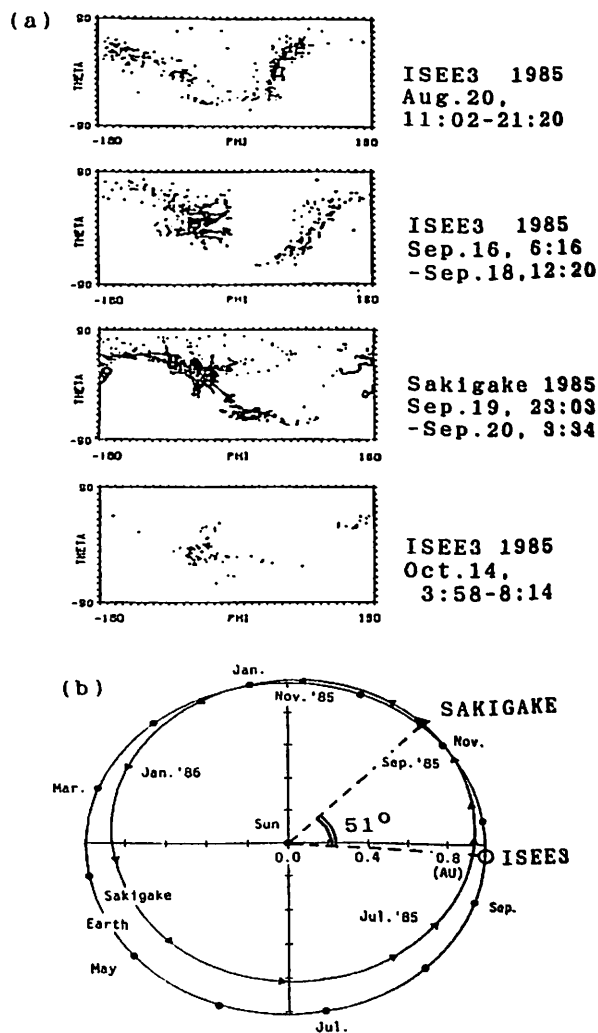 (a)
90
THETA
-90
-180
PHI
180
ISEE3 1985
Aug.20,
11:02-21:20
90
THETA
-90
-180
PHI
180
ISEE3 1985
Sep.16, 6:16
-Sep.18,12:20
90
THETA
-90
-180
PHI
180
Sakigake 1985
Sep.19, 23:03
-Sep.20, 3:34
90
THETA
-90
-180
PHI
180
ISEE3 1985
Oct.14,
3:58-8:14
(b)
Jan.
Nov.'85
SAKIGAKE
Nov.
Sep.'85
Jan.'86
Mar.
Sun
51°
0.0 0.4 0.8
(AU)
ISEE3
Sakigake
Earth
Jul.'85
Sep.
May
Jul.